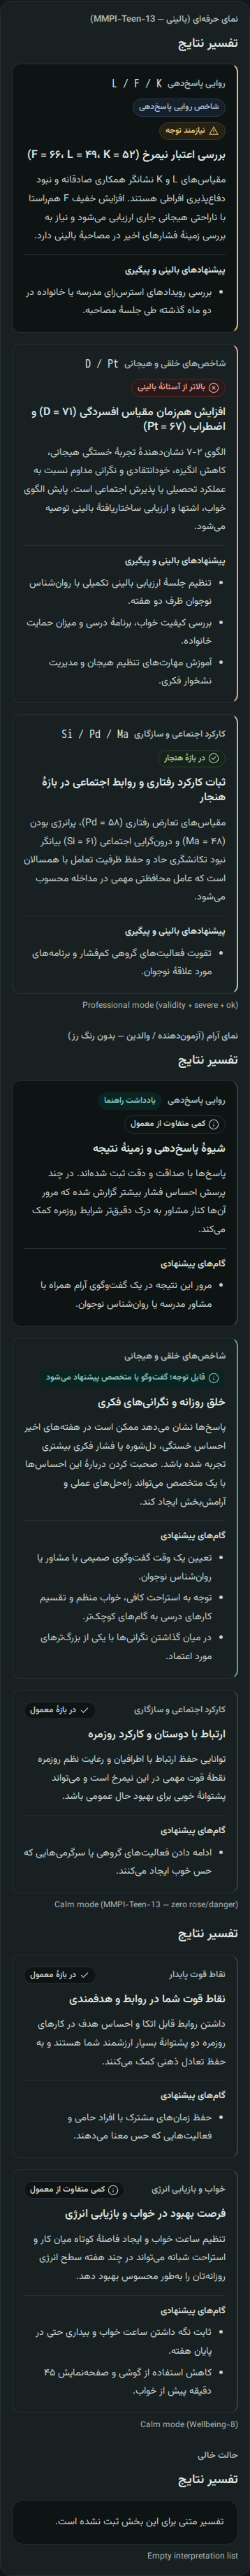 نمای حرفه‌ای (بالینی — MMPI-Teen-13)
تفسیر نتایج
روایی پاسخ‌دهی L / F / K
شاخص روایی پاسخ‌دهی
نیازمند توجه
بررسی اعتبار نیمرخ (F = ۶۶، L = ۴۹، K = ۵۲)
مقیاس‌های L و K نشانگر همکاری صادقانه و نبود
دفاع‌پذیری افراطی هستند. افزایش خفیف F هم‌راستا
با ناراحتی هیجانی جاری ارزیابی می‌شود و نیاز به
بررسی زمینهٔ فشارهای اخیر در مصاحبهٔ بالینی دارد.
پیشنهادهای بالینی و پیگیری
بررسی رویدادهای استرس‌زای مدرسه یا خانواده در
دو ماه گذشته طی جلسهٔ مصاحبه.
شاخص‌های خلقی و هیجانی D / Pt
بالاتر از آستانهٔ بالینی
افزایش هم‌زمان مقیاس افسردگی (D = ۷۱) و
اضطراب (Pt = ۶۷)
الگوی ۲-۷ نشان‌دهندهٔ تجربهٔ خستگی هیجانی،
کاهش انگیزه، خودانتقادی و نگرانی مداوم نسبت به
عملکرد تحصیلی یا پذیرش اجتماعی است. پایش الگوی
خواب، اشتها و ارزیابی ساختاریافتهٔ بالینی توصیه
می‌شود.
پیشنهادهای بالینی و پیگیری
تنظیم جلسهٔ ارزیابی بالینی تکمیلی با روان‌شناس
نوجوان ظرف دو هفته.
بررسی کیفیت خواب، برنامهٔ درسی و میزان حمایت
خانواده.
آموزش مهارت‌های تنظیم هیجان و مدیریت
نشخوار فکری.
کارکرد اجتماعی و سازگاری Si / Pd / Ma
در بازهٔ هنجار
ثبات کارکرد رفتاری و روابط اجتماعی در بازهٔ
هنجار
مقیاس‌های تعارض رفتاری (Pd = ۵۸)، پرانرژی بودن
(Ma = ۴۸) و درون‌گرایی اجتماعی (Si = ۶۱) بیانگر
نبود تکانشگری حاد و حفظ ظرفیت تعامل با همسالان
است که عامل محافظتی مهمی در مداخله محسوب
می‌شود.
پیشنهادهای بالینی و پیگیری
تقویت فعالیت‌های گروهی کم‌فشار و برنامه‌های
مورد علاقهٔ نوجوان.
Professional mode (validity + severe + ok)
نمای آرام (آزمون‌دهنده / والدین — بدون رنگ رز)
تفسیر نتایج
روایی پاسخ‌دهی یادداشت راهنما
کمی متفاوت از معمول
شیوهٔ پاسخ‌دهی و زمینهٔ نتیجه
پاسخ‌ها با صداقت و دقت ثبت شده‌اند. در چند
پرسش احساس فشار بیشتر گزارش شده که مرور
آن‌ها کنار مشاور به درک دقیق‌تر شرایط روزمره کمک
می‌کند.
گام‌های پیشنهادی
مرور این نتیجه در یک گفت‌وگوی آرام همراه با
مشاور مدرسه یا روان‌شناس نوجوان.
شاخص‌های خلقی و هیجانی
قابل توجه؛ گفت‌وگو با متخصص پیشنهاد می‌شود
خلق روزانه و نگرانی‌های فکری
پاسخ‌ها نشان می‌دهد ممکن است در هفته‌های اخیر
احساس خستگی، دل‌شوره یا فشار فکری بیشتری
تجربه شده باشد. صحبت کردن دربارهٔ این احساس‌ها
با یک متخصص می‌تواند راه‌حل‌های عملی و
آرامش‌بخش ایجاد کند.
گام‌های پیشنهادی
تعیین یک وقت گفت‌وگوی صمیمی با مشاور یا
روان‌شناس نوجوان.
توجه به استراحت کافی، خواب منظم و تقسیم
کارهای درسی به گام‌های کوچک‌تر.
در میان گذاشتن نگرانی‌ها با یکی از بزرگ‌ترهای
مورد اعتماد.
کارکرد اجتماعی و سازگاری در بازهٔ معمول
ارتباط با دوستان و کارکرد روزمره
توانایی حفظ ارتباط با اطرافیان و رعایت نظم روزمره
نقطهٔ قوت مهمی در این نیمرخ است و می‌تواند
پشتوانهٔ خوبی برای بهبود حال عمومی باشد.
گام‌های پیشنهادی
ادامه دادن فعالیت‌های گروهی یا سرگرمی‌هایی که
حس خوب ایجاد می‌کنند.
Calm mode (MMPI-Teen-13 — zero rose/danger)
تفسیر نتایج
نقاط قوت پایدار در بازهٔ معمول
نقاط قوت شما در روابط و هدفمندی
داشتن روابط قابل اتکا و احساس هدف در کارهای
روزمره دو پشتوانهٔ بسیار ارزشمند شما هستند و به
حفظ تعادل ذهنی کمک می‌کنند.
گام‌های پیشنهادی
حفظ زمان‌های مشترک با افراد حامی و
فعالیت‌هایی که حس معنا می‌دهند.
خواب و بازیابی انرژی کمی متفاوت از معمول
فرصت بهبود در خواب و بازیابی انرژی
تنظیم ساعت خواب و ایجاد فاصلهٔ کوتاه میان کار و
استراحت شبانه می‌تواند در چند هفته سطح انرژی
روزانه‌تان را به‌طور محسوس بهبود دهد.
گام‌های پیشنهادی
ثابت نگه داشتن ساعت خواب و بیداری حتی در
پایان هفته.
کاهش استفاده از گوشی و صفحه‌نمایش ۴۵
دقیقه پیش از خواب.
Calm mode (Wellbeing-8)
حالت خالی
تفسیر نتایج
تفسیر متنی برای این بخش ثبت نشده است.
Empty interpretation list